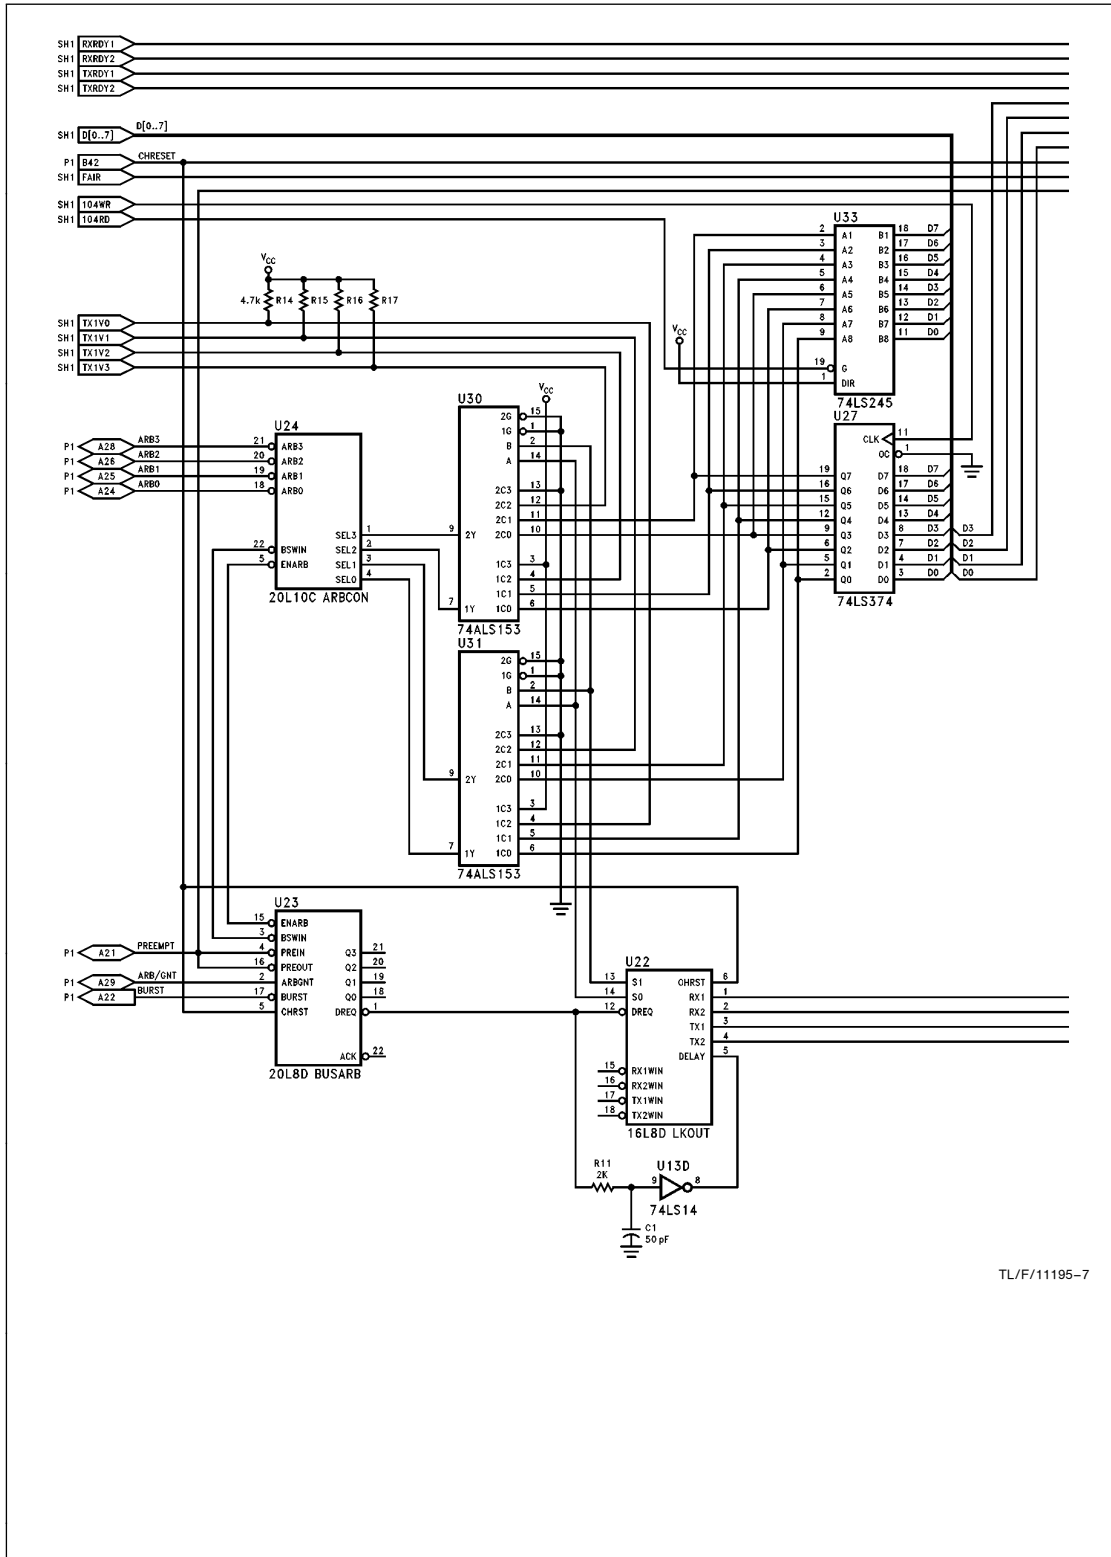 SH1 RXRDY1
SH1 RXRDY2
SH1 TXRDY1
SH1 TXRDY2
SH1 D[0..7] D[0..7]
P1 B42 CHRESET
SH1 FAIR
SH1 104WR
SH1 104RD
U33
2 A1 B1 18 D7
3 A2 B2 17 D6
4 A3 B3 16 D5
5 A4 B4 15 D4
6 A5 B5 14 D3
7 A6 B6 13 D2
8 A7 B7 12 D1
9 A8 B8 11 D0
19 G
1 DIR
74LS245
VCC
4.7k R14 R15 R16 R17
SH1 TX1V0
SH1 TX1V1
SH1 TX1V2
SH1 TX1V3
VCC
VCC
U27
CLK 11
OC 1
19 Q7 D7 18 D7
16 Q6 D6 17 D6
15 Q5 D5 14 D5
12 Q4 D4 13 D4
9 Q3 D3 8 D3 D3
6 Q2 D2 7 D2 D2
5 Q1 D1 4 D1 D1
2 Q0 D0 3 D0 D0
74LS374
U24
P1 A28 ARB3 21 ARB3
P1 A26 ARB2 20 ARB2
P1 A25 ARB1 19 ARB1
P1 A24 ARB0 18 ARB0
SEL3 1
22 BSWIN SEL2 2
5 ENARB SEL1 3
SEL0 4
20L10C ARBCON
U30
2G 15
1G 1
B 2
A 14
2C3 13
2C2 12
2C1 11
9 2Y 2C0 10
1C3 3
1C2 4
1C1 5
7 1Y 1C0 6
74ALS153
U31
2G 15
1G 1
B 2
A 14
2C3 13
2C2 12
2C1 11
9 2Y 2C0 10
1C3 3
1C2 4
1C1 5
7 1Y 1C0 6
74ALS153
U23
15 ENARB
3 BSWIN
P1 A21 PREEMPT 4 PREIN Q3 21
16 PREOUT Q2 20
P1 A29 ARB/GNT 2 ARBGNT Q1 19
P1 A22 BURST 17 BURST Q0 18
5 CHRST DREQ 1
ACK 22
20L8D BUSARB
U22
13 S1 CHRST 6
14 S0 RX1 1
12 DREQ RX2 2
TX1 3
TX2 4
DELAY 5
15 RX1WIN
16 RX2WIN
17 TX1WIN
18 TX2WIN
16L8D LKOUT
R11
2K
U13D
9 8
74LS14
C1
50 pF
TL/F/11195–7